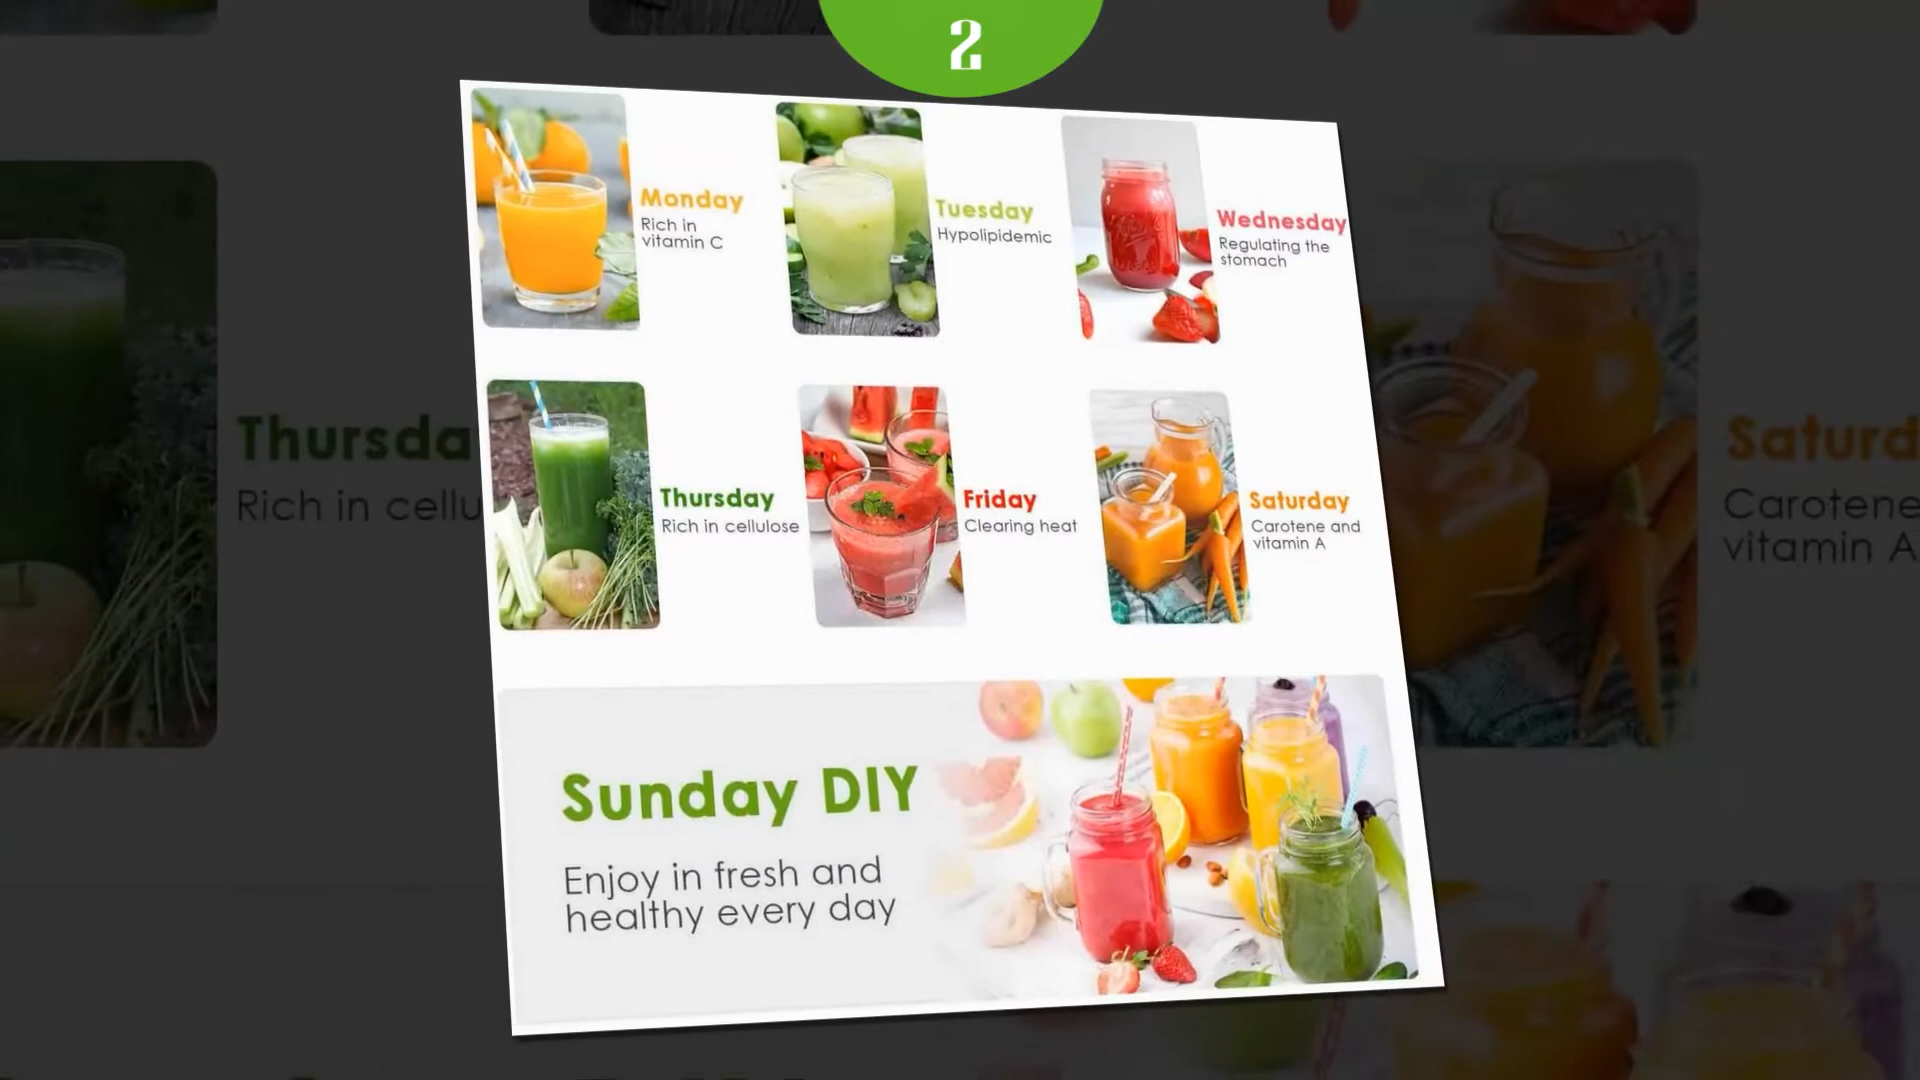 2
Monday
Rich in
vitamin C
Tuesday
Hypolipidemic
Wednesday
Regulating the
stomach
Thursday
Rich in cellulose
Friday
Clearing heat
Saturday
Carotene and
vitamin A
Sunday DIY
Enjoy in fresh and
healthy every day
Thursda
Rich in cellu
Saturd
Carotene
vitamin A